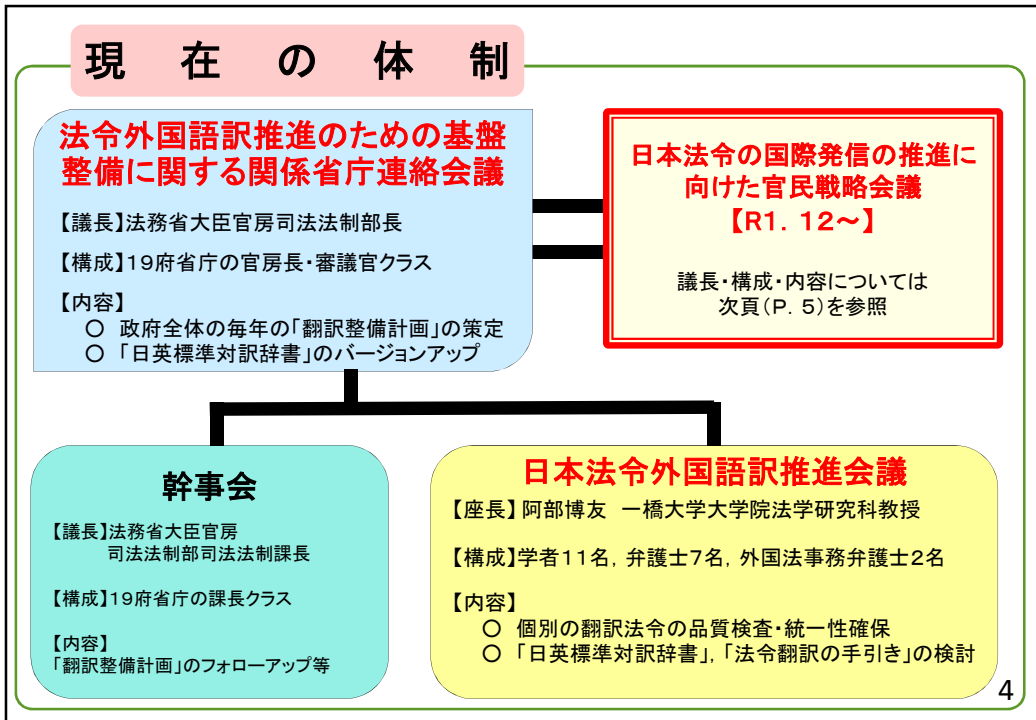 現在の体制
法令外国語訳推進のための基盤
整備に関する関係省庁連絡会議
【議長】法務省大臣官房司法法制部長
【構成】19府省庁の官房長・審議官クラス
【内容】
○ 政府全体の毎年の「翻訳整備計画」の策定
○ 「日英標準対訳辞書」のバージョンアップ
日本法令の国際発信の推進に
向けた官民戦略会議
【R1．12～】
議長・構成・内容については
次頁(P．5)を参照
幹事会
【議長】法務省大臣官房
司法法制部司法法制課長
【構成】19府省庁の課長クラス
【内容】
「翻訳整備計画」のフォローアップ等
日本法令外国語訳推進会議
【座長】阿部博友 一橋大学大学院法学研究科教授
【構成】学者11名，弁護士7名，外国法事務弁護士2名
【内容】
○ 個別の翻訳法令の品質検査・統一性確保
○ 「日英標準対訳辞書」，「法令翻訳の手引き」の検討
4